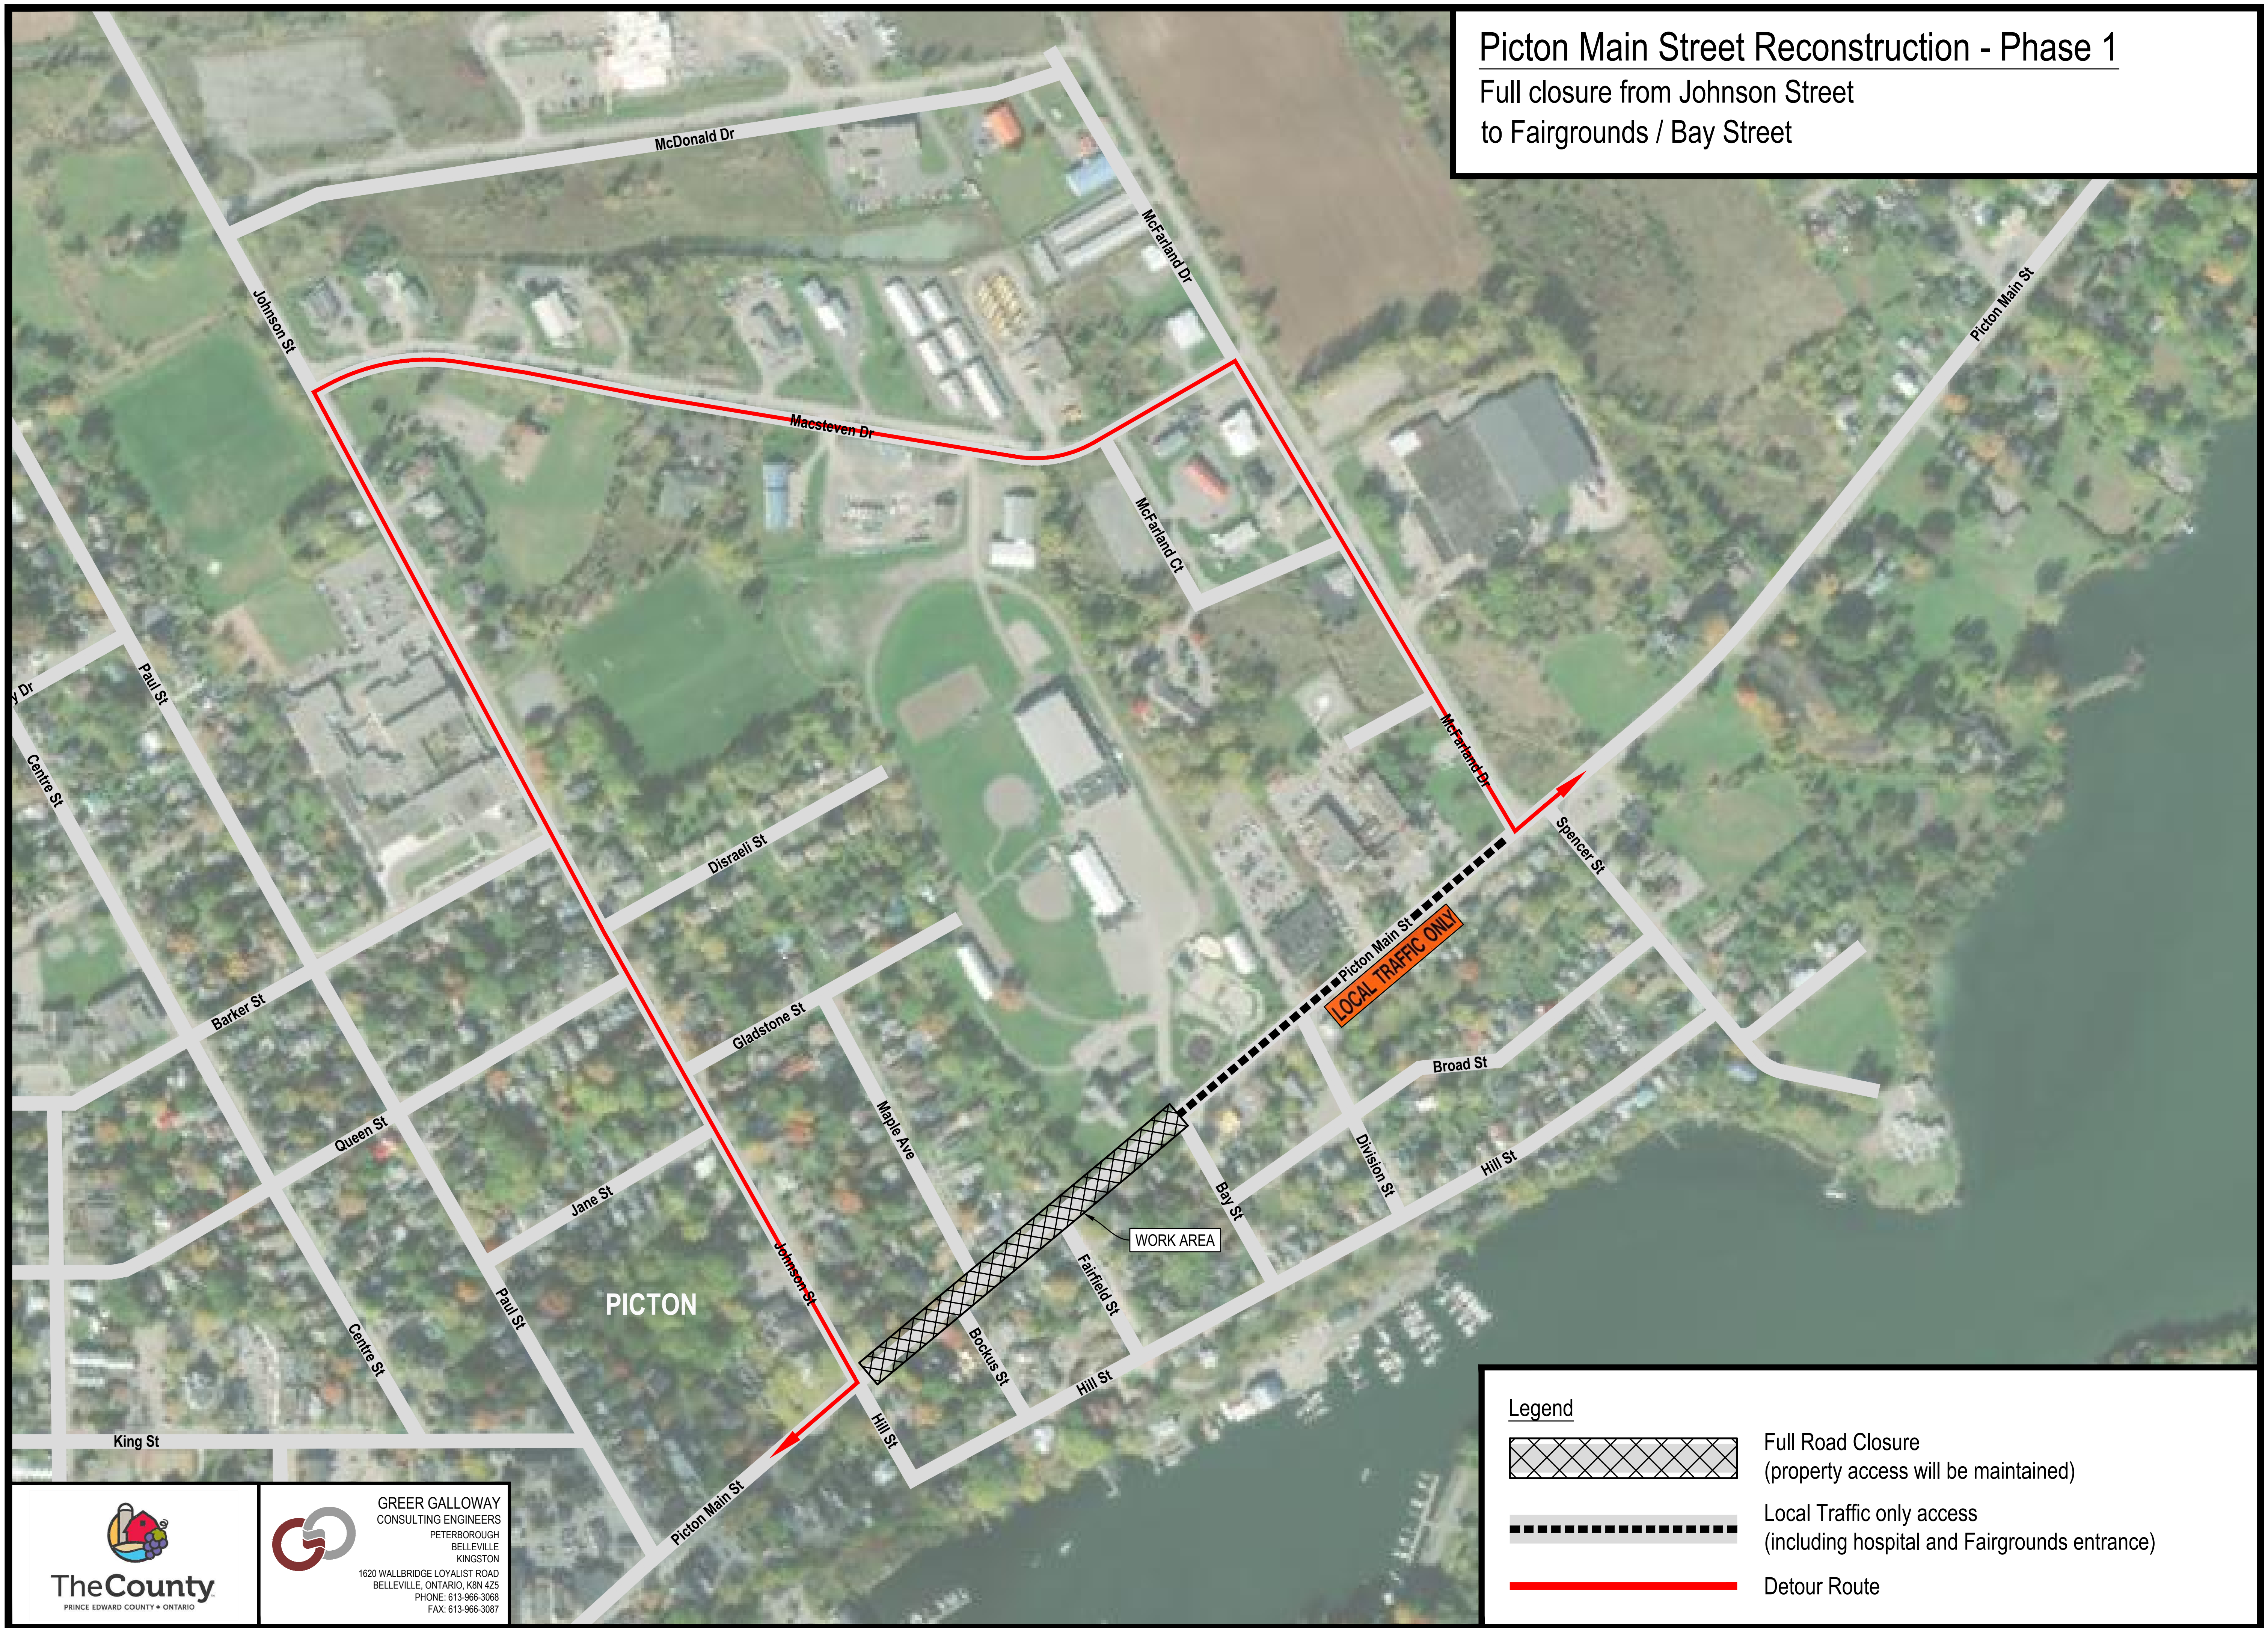 Picton Main Street Reconstruction - Phase 1
Full closure from Johnson Street
to Fairgrounds / Bay Street
McDonald Dr
McFarland Dr
Picton Main St
Johnson St
Macsteven Dr
McFarland Ct
Paul St
y Dr
Centre St
McFarland Dr
Spencer St
Disraeli St
Picton Main St
LOCAL TRAFFIC ONLY
Barker St
Gladstone St
Broad St
Queen St
Maple Ave
Division St
Hill St
Jane St
Bay St
WORK AREA
Johnson St
Fairfield St
PICTON
Paul St
Centre St
Bockus St
Hill St
Hill St
King St
Picton Main St
Legend
Full Road Closure
(property access will be maintained)
Local Traffic only access
(including hospital and Fairgrounds entrance)
Detour Route
TheCounty
PRINCE EDWARD COUNTY ♦ ONTARIO
GREER GALLOWAY
CONSULTING ENGINEERS
PETERBOROUGH
BELLEVILLE
KINGSTON
1620 WALLBRIDGE LOYALIST ROAD
BELLEVILLE, ONTARIO, K8N 4Z5
PHONE: 613-966-3068
FAX: 613-966-3087